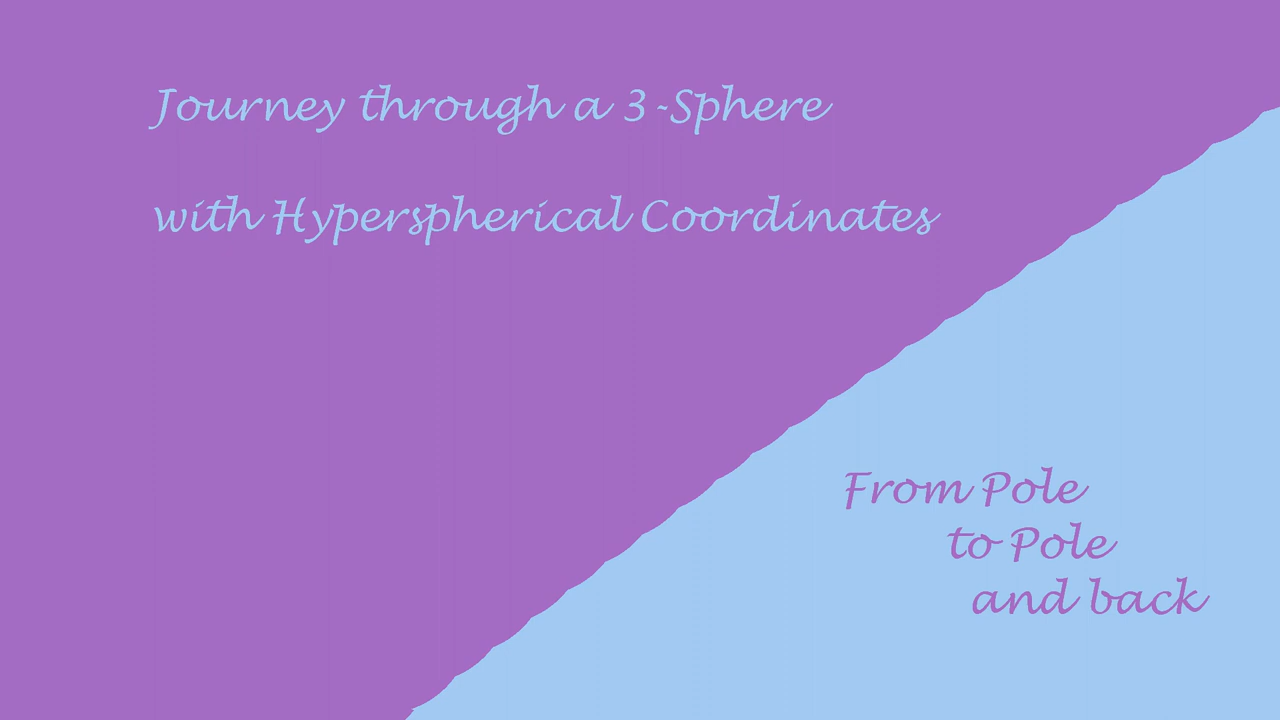 Journey through a 3-Sphere
with Hyperspherical Coordinates
From Pole
to Pole
and back